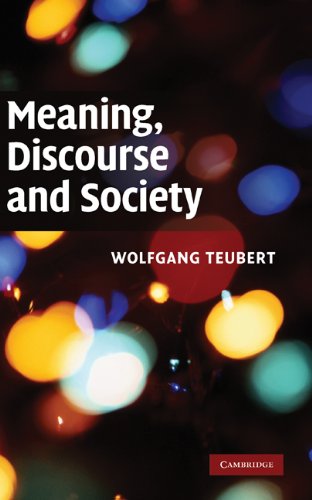 Meaning,
Discourse
and Society
WOLFGANG TEUBERT
CAMBRIDGE